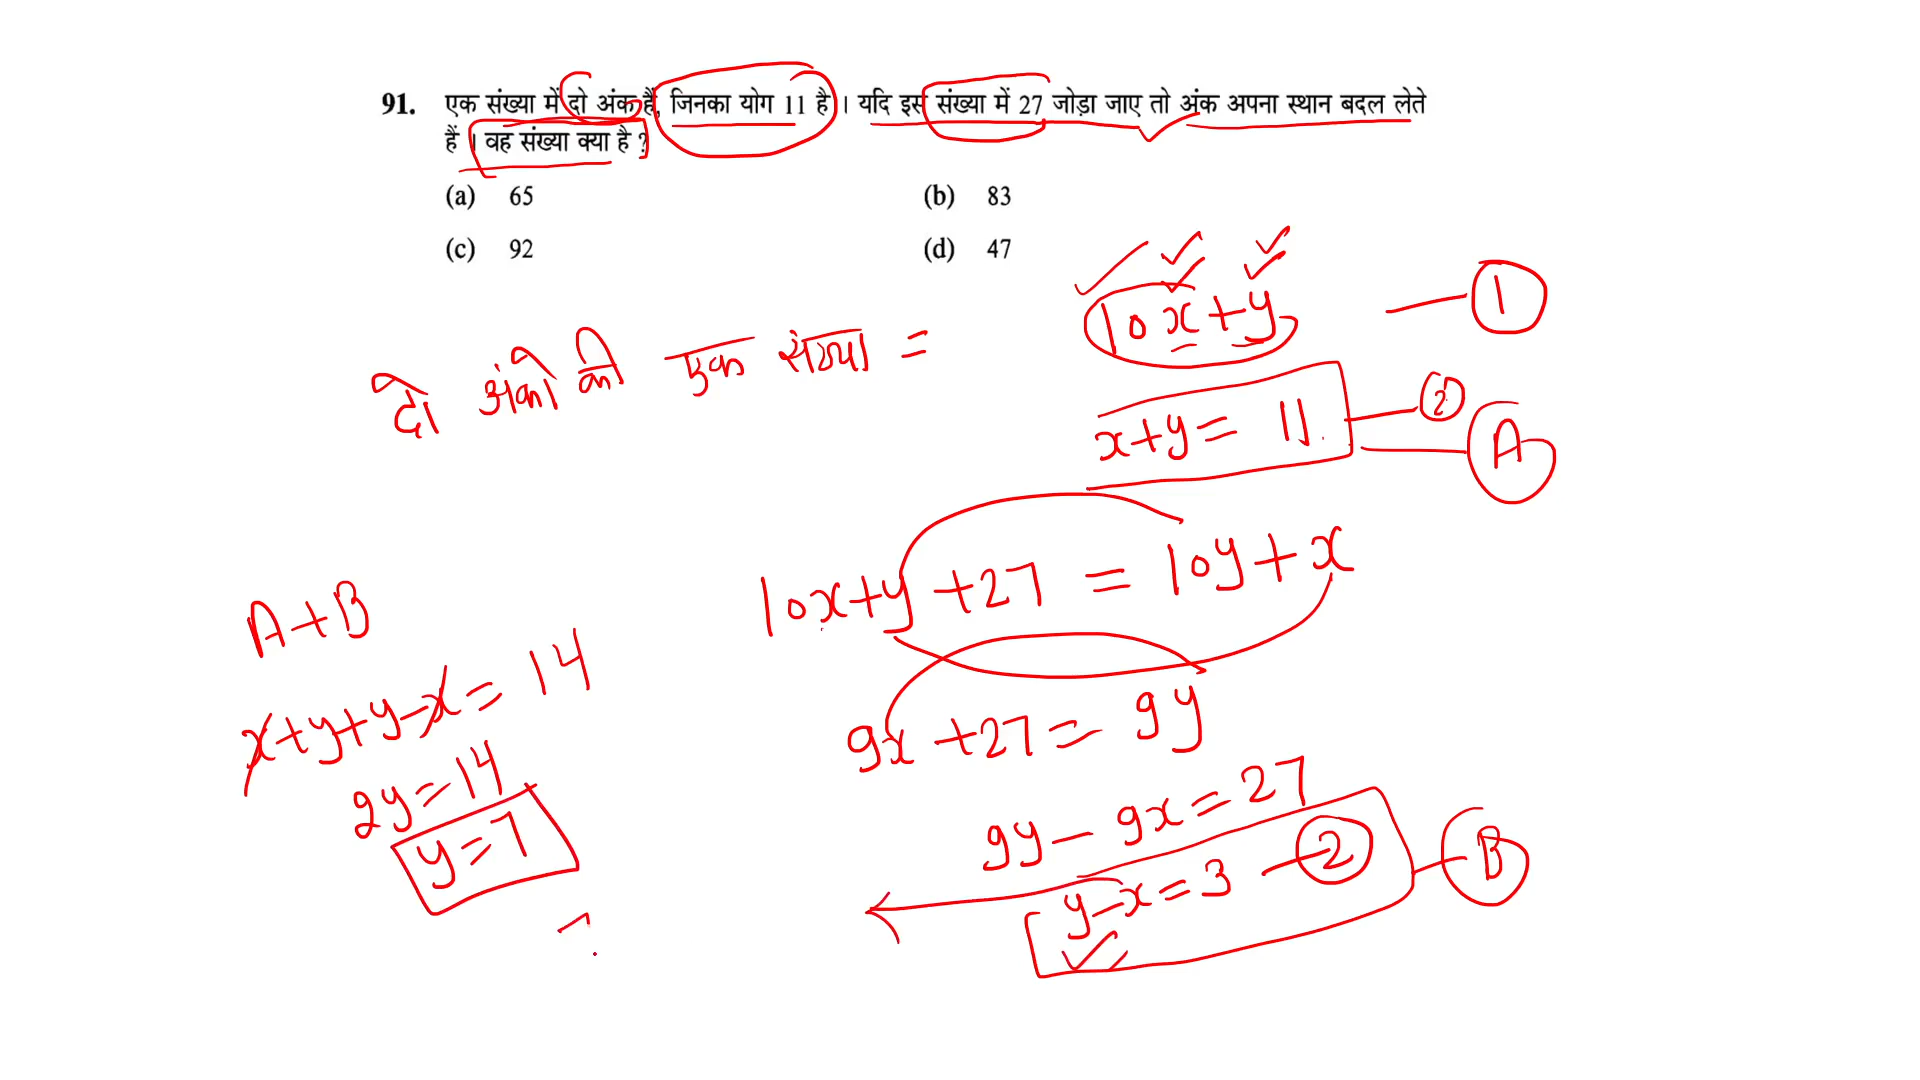 91. एक संख्या में दो अंक हैं, जिनका योग 11 है। यदि इस संख्या में 27 जोड़ा जाए तो अंक अपना स्थान बदल लेते
हैं। वह संख्या क्या है ?
(a) 65 (b) 83
(c) 92 (d) 47
दो अंको की एक संख्या = 10x+y 1
x+y= 11. 2
A
10x+y +27 = 10y+x
9x +27= 9y
9y - 9x = 27
y-x=3 2
B
A+B
x+y+y-x= 14
2y=14
y=7